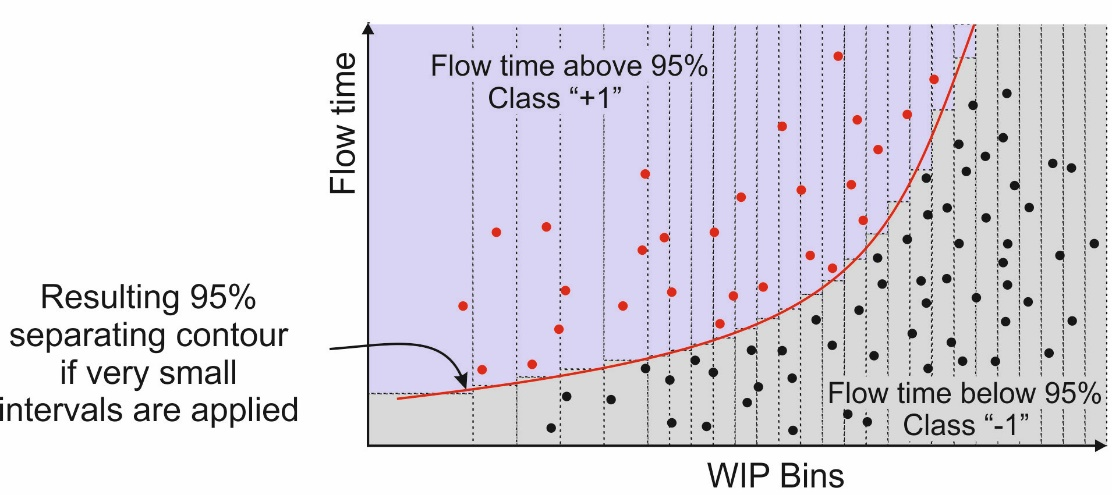 Flow time
Flow time above 95%
Class “+1”
Resulting 95%
separating contour
if very small
intervals are applied
Flow time below 95%
Class “-1”
WIP Bins